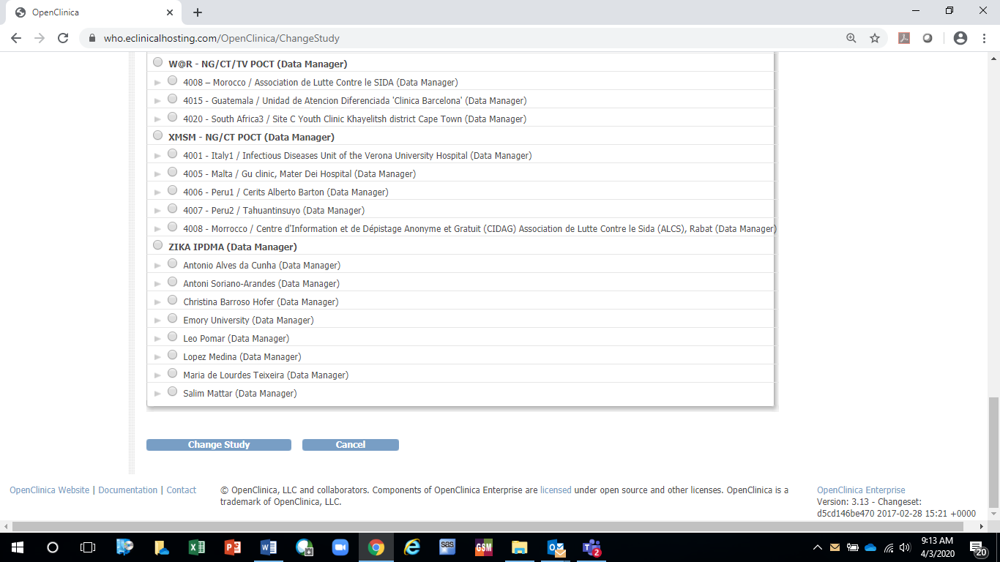 OpenClinica
who.eclinicalhosting.com/OpenClinica/ChangeStudy
W@R - NG/CT/TV POCT (Data Manager)
4008 – Morocco / Association de Lutte Contre le SIDA (Data Manager)
4015 - Guatemala / Unidad de Atencion Diferenciada 'Clinica Barcelona' (Data Manager)
4020 - South Africa3 / Site C Youth Clinic Khayelitsh district Cape Town (Data Manager)
XMSM - NG/CT POCT (Data Manager)
4001 - Italy1 / Infectious Diseases Unit of the Verona University Hospital (Data Manager)
4005 - Malta / Gu clinic, Mater Dei Hospital (Data Manager)
4006 - Peru1 / Cerits Alberto Barton (Data Manager)
4007 - Peru2 / Tahuantinsuyo (Data Manager)
4008 - Morrocco / Centre d'Information et de Dépistage Anonyme et Gratuit (CIDAG) Association de Lutte Contre le Sida (ALCS), Rabat (Data Manager)
ZIKA IPDMA (Data Manager)
Antonio Alves da Cunha (Data Manager)
Antoni Soriano-Arandes (Data Manager)
Christina Barroso Hofer (Data Manager)
Emory University (Data Manager)
Leo Pomar (Data Manager)
Lopez Medina (Data Manager)
Maria de Lourdes Teixeira (Data Manager)
Salim Mattar (Data Manager)
Change Study Cancel
OpenClinica Website | Documentation | Contact
© OpenClinica, LLC and collaborators. Components of OpenClinica Enterprise are licensed under open source and other licenses. OpenClinica is a
trademark of OpenClinica, LLC.
OpenClinica Enterprise
Version: 3.13 - Changeset:
d5cd146be470 2017-02-28 15:21 +0000
sas
GSM
2
9:13 AM
4/3/2020
20